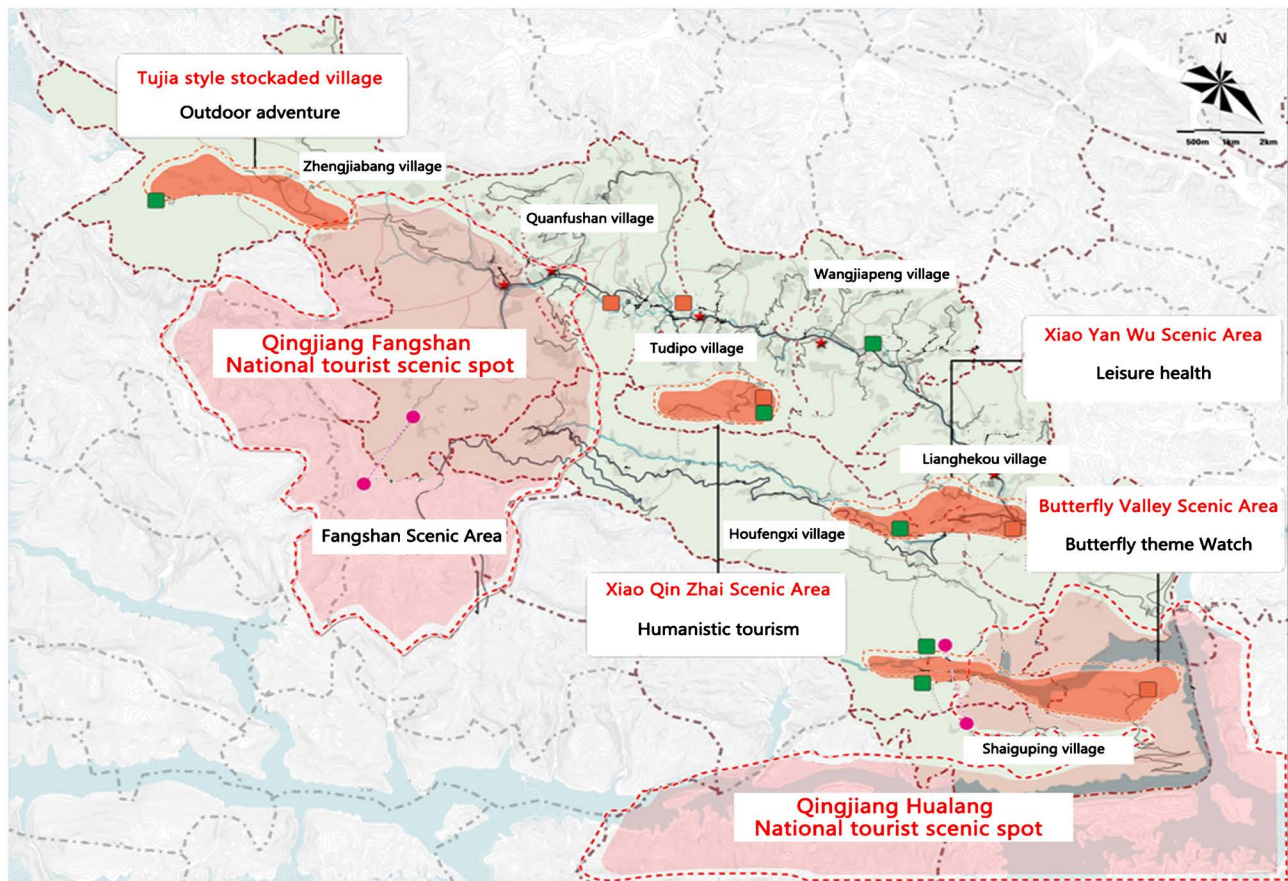 N
500m 1km 2km
Tujia style stockaded village
Outdoor adventure
Zhengjiabang village
Quanfushan village
Wangjiapeng village
Qingjiang Fangshan
National tourist scenic spot
Tudipo village
Xiao Yan Wu Scenic Area
Leisure health
Lianghekou village
Fangshan Scenic Area
Houfengxi village
Butterfly Valley Scenic Area
Butterfly theme Watch
Xiao Qin Zhai Scenic Area
Humanistic tourism
Shaiguping village
Qingjiang Hualang
National tourist scenic spot